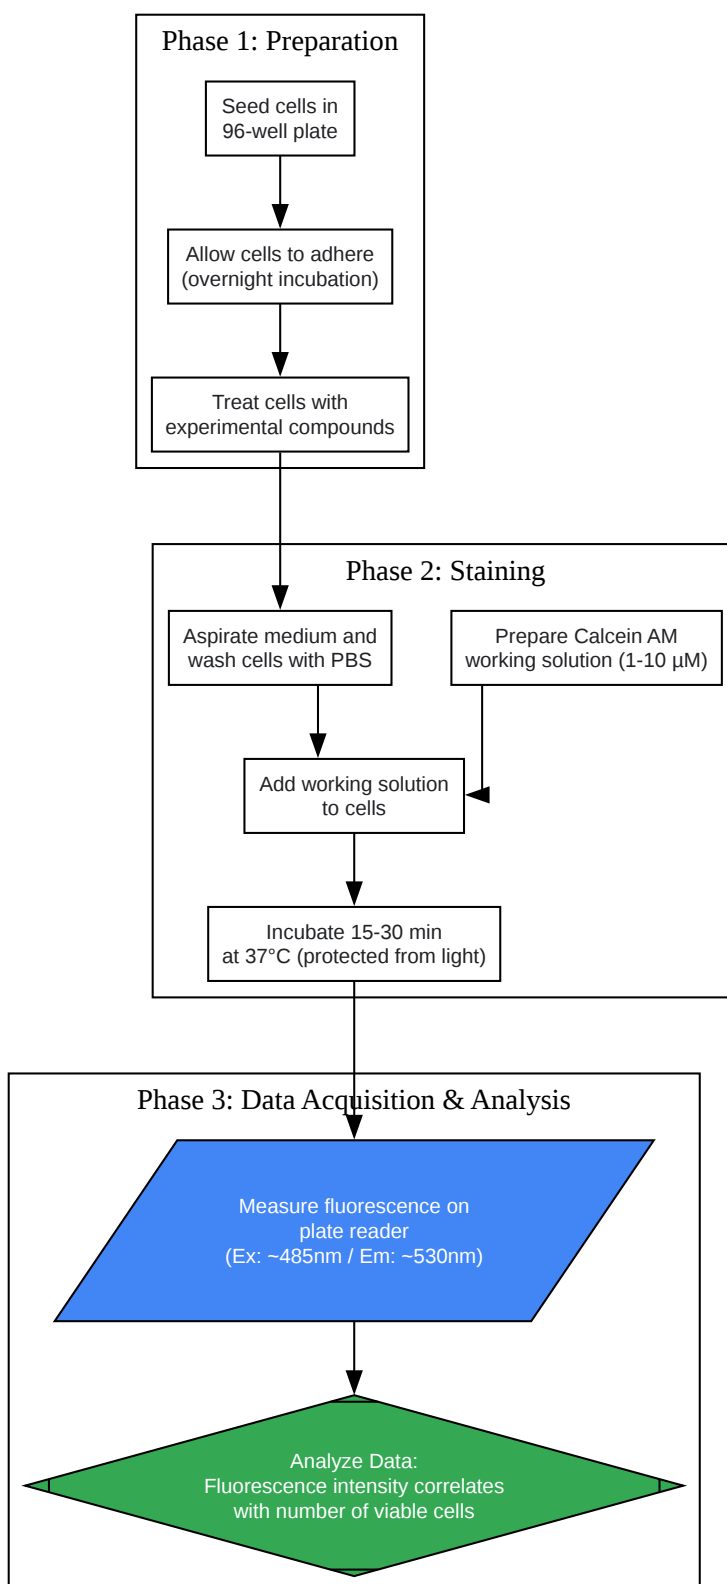 Phase 1: Preparation
Seed cells in
96-well plate
Allow cells to adhere
(overnight incubation)
Treat cells with
experimental compounds
Phase 2: Staining
Aspirate medium and
wash cells with PBS
Prepare Calcein AM
working solution (1-10 µM)
Add working solution
to cells
Incubate 15-30 min
at 37°C (protected from light)
Phase 3: Data Acquisition & Analysis
Measure fluorescence on
plate reader
(Ex: ~485nm / Em: ~530nm)
Analyze Data:
Fluorescence intensity correlates
with number of viable cells